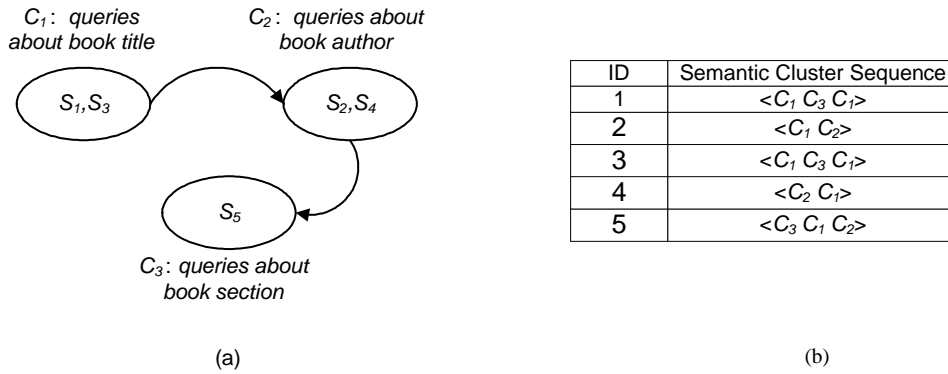 C1: queries
about book title
C2: queries about
book author
S1,S3
S2,S4
S5
C3: queries about
book section
(a)
ID Semantic Cluster Sequence
1 <C1 C3 C1>
2 <C1 C2>
3 <C1 C3 C1>
4 <C2 C1>
5 <C3 C1 C2>
(b)